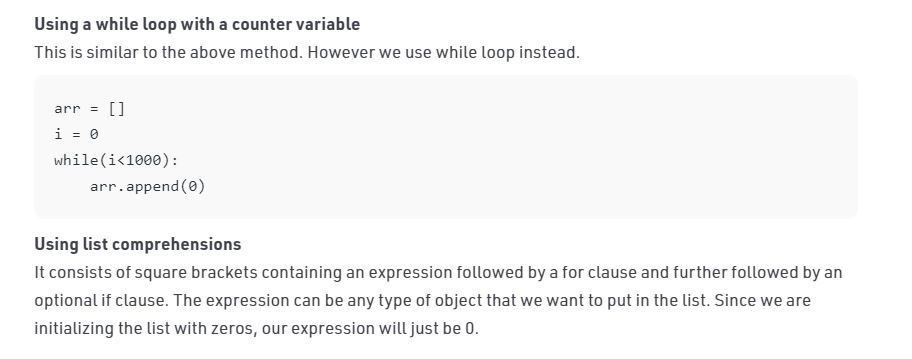 Using a while loop with a counter variable
This is similar to the above method. However we use while loop instead.
arr = []
i = 0
while(i<1000):
    arr.append(0)
Using list comprehensions
It consists of square brackets containing an expression followed by a for clause and further followed by an
optional if clause. The expression can be any type of object that we want to put in the list. Since we are
initializing the list with zeros, our expression will just be 0.